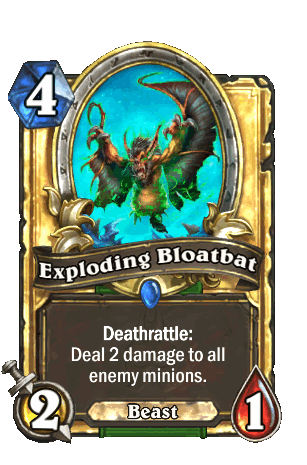 4
Exploding Bloatbat
Deathrattle:
Deal 2 damage to all
enemy minions.
2
Beast
1